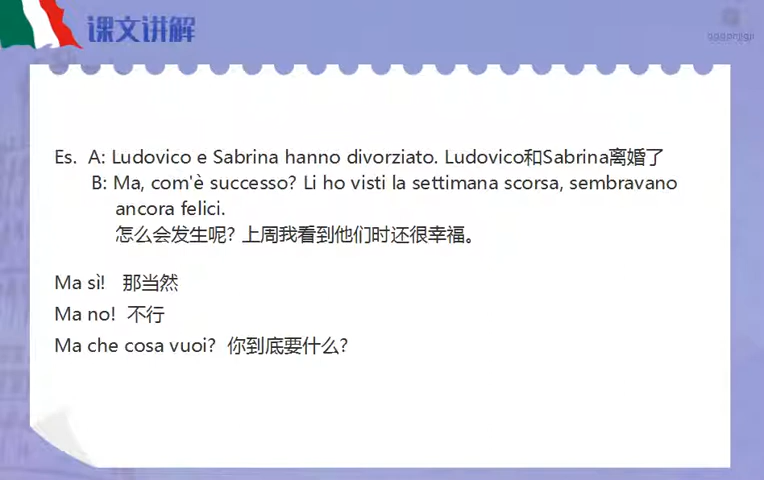 课文讲解
Es. A: Ludovico e Sabrina hanno divorziato. Ludovico和Sabrina离婚了
B: Ma, com'è successo? Li ho visti la settimana scorsa, sembravano
ancora felici.
怎么会发生呢? 上周我看到他们时还很幸福。
Ma sì! 那当然
Ma no! 不行
Ma che cosa vuoi? 你到底要什么?